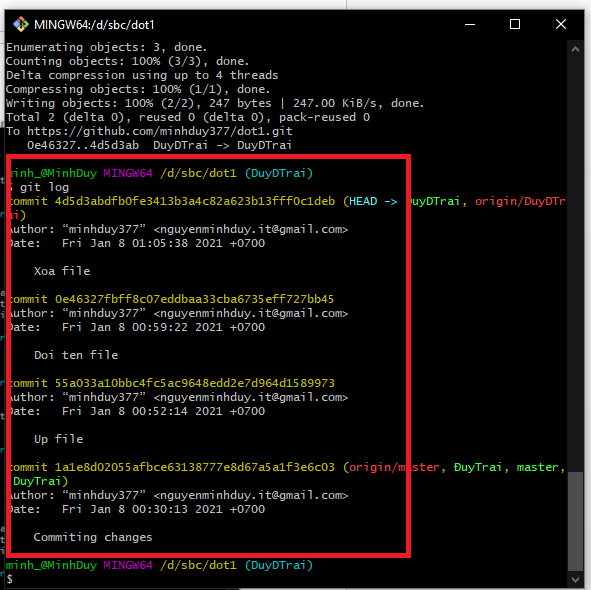 MINGW64:/d/sbc/dot1
Enumerating objects: 3, done.
Counting objects: 100% (3/3), done.
Delta compression using up to 4 threads
Compressing objects: 100% (1/1), done.
Writing objects: 100% (2/2), 247 bytes | 247.00 KiB/s, done.
Total 2 (delta 0), reused 0 (delta 0), pack-reused 0
To https://github.com/minhduy377/dot1.git
0e46327..4d5d3ab  DuyDTrai -> DuyDTrai
minh_@MinhDuy MINGW64 /d/sbc/dot1 (DuyDTrai)
$ git log
commit 4d5d3abdfb0fe3413b3a4c82a623b13fff0c1deb (HEAD -> DuyDTrai, origin/DuyDTr
ai)
Author: “minhduy377” <nguyenminhduy.it@gmail.com>
Date:   Fri Jan 8 01:05:38 2021 +0700
Xoa file
commit 0e46327fbff8c07eddbaa33cba6735eff727bb45
Author: “minhduy377” <nguyenminhduy.it@gmail.com>
Date:   Fri Jan 8 00:59:22 2021 +0700
Doi ten file
commit 55a033a10bbc4fc5ac9648edd2e7d964d1589973
Author: “minhduy377” <nguyenminhduy.it@gmail.com>
Date:   Fri Jan 8 00:52:14 2021 +0700
Up file
commit 1a1e8d02055afbce63138777e8d67a5a1f3e6c03 (origin/master, ĐuyTrai, master,
DuyTrai)
Author: “minhduy377” <nguyenminhduy.it@gmail.com>
Date:   Fri Jan 8 00:30:13 2021 +0700
Commiting changes
minh_@MinhDuy MINGW64 /d/sbc/dot1 (DuyDTrai)
$